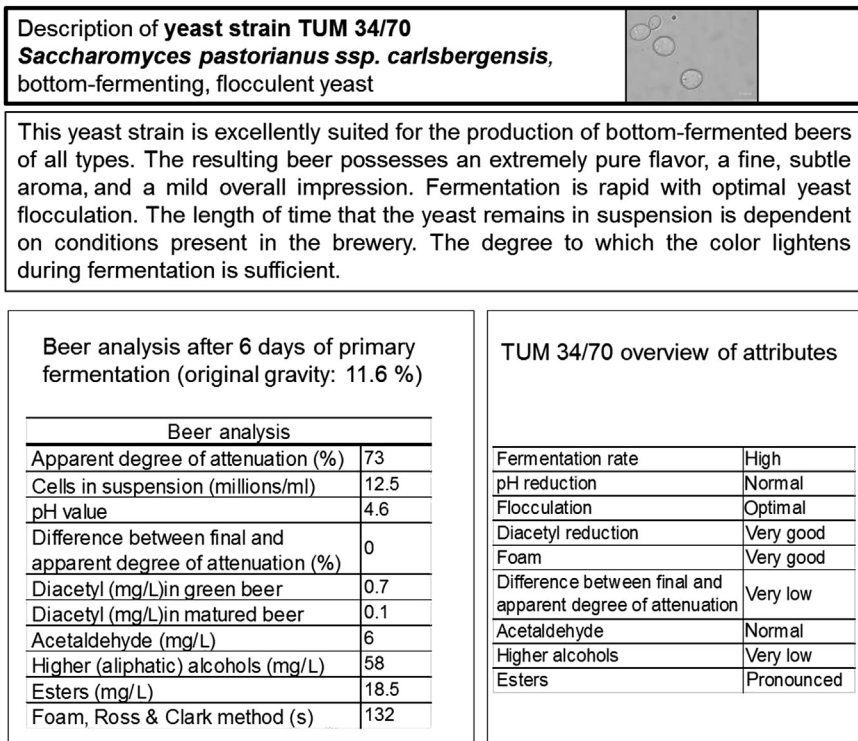 Description of yeast strain TUM 34/70
Saccharomyces pastorianus ssp. carlsbergensis,
bottom-fermenting, flocculent yeast
This yeast strain is excellently suited for the production of bottom-fermented beers
of all types. The resulting beer possesses an extremely pure flavor, a fine, subtle
aroma, and a mild overall impression. Fermentation is rapid with optimal yeast
flocculation. The length of time that the yeast remains in suspension is dependent
on conditions present in the brewery. The degree to which the color lightens
during fermentation is sufficient.
Beer analysis after 6 days of primary
fermentation (original gravity: 11.6 %)
Beer analysis
Apparent degree of attenuation (%) 73
Cells in suspension (millions/ml) 12.5
pH value 4.6
Difference between final and
apparent degree of attenuation (%) 0
Diacetyl (mg/L)in green beer 0.7
Diacetyl (mg/L)in matured beer 0.1
Acetaldehyde (mg/L) 6
Higher (aliphatic) alcohols (mg/L) 58
Esters (mg/L) 18.5
Foam, Ross & Clark method (s) 132
TUM 34/70 overview of attributes
Fermentation rate High
pH reduction Normal
Flocculation Optimal
Diacetyl reduction Very good
Foam Very good
Difference between final and
apparent degree of attenuation Very low
Acetaldehyde Normal
Higher alcohols Very low
Esters Pronounced